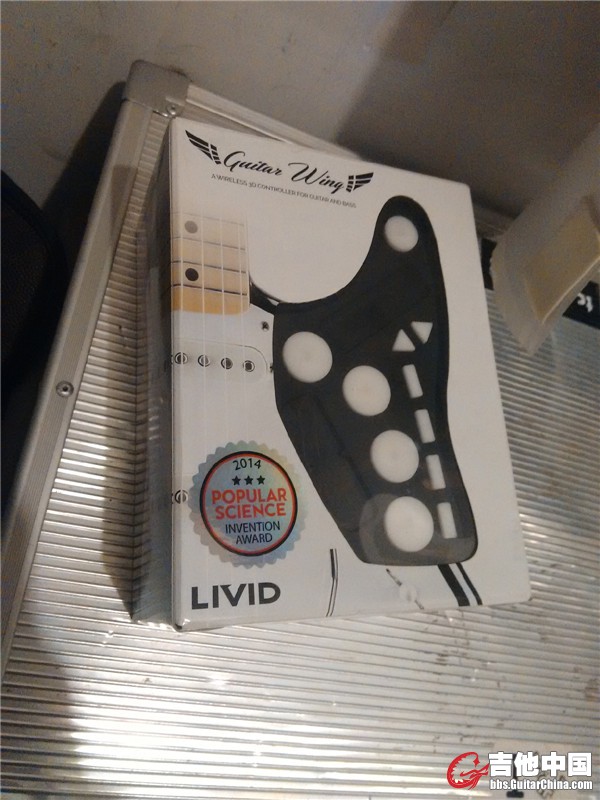 Guitar Wing
A WIRELESS 3D CONTROLLER FOR GUITAR AND BASS
2014
POPULAR
SCIENCE
INVENTION
AWARD
LIVID
吉他中国
bbs.GuitarChina.com